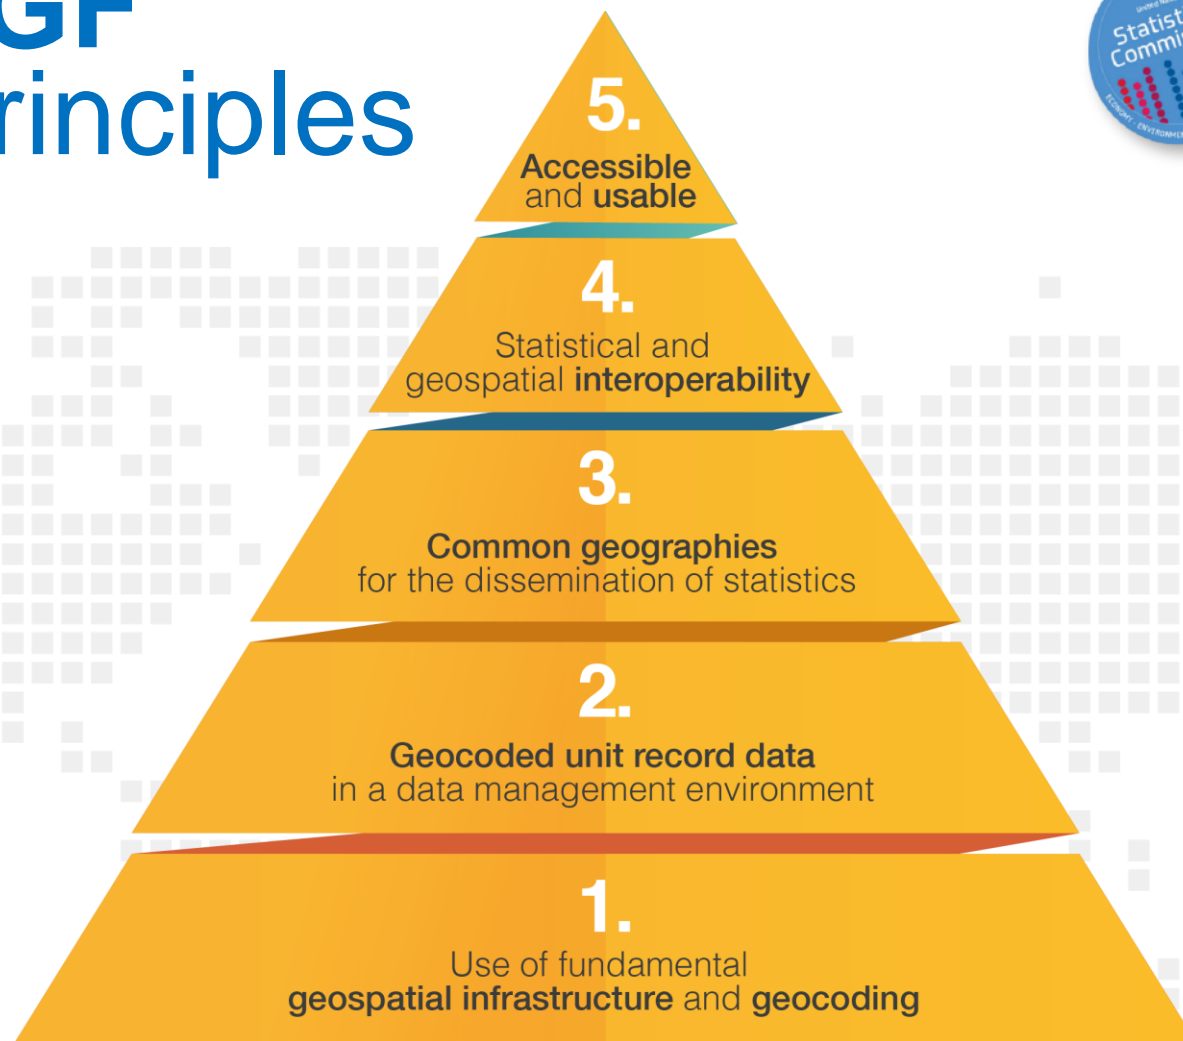 GF
rinciples
Statist
Commis
5.
Accessible
and usable
4.
Statistical and
geospatial interoperability
3.
Common geographies
for the dissemination of statistics
2.
Geocoded unit record data
in a data management environment
1.
Use of fundamental
geospatial infrastructure and geocoding